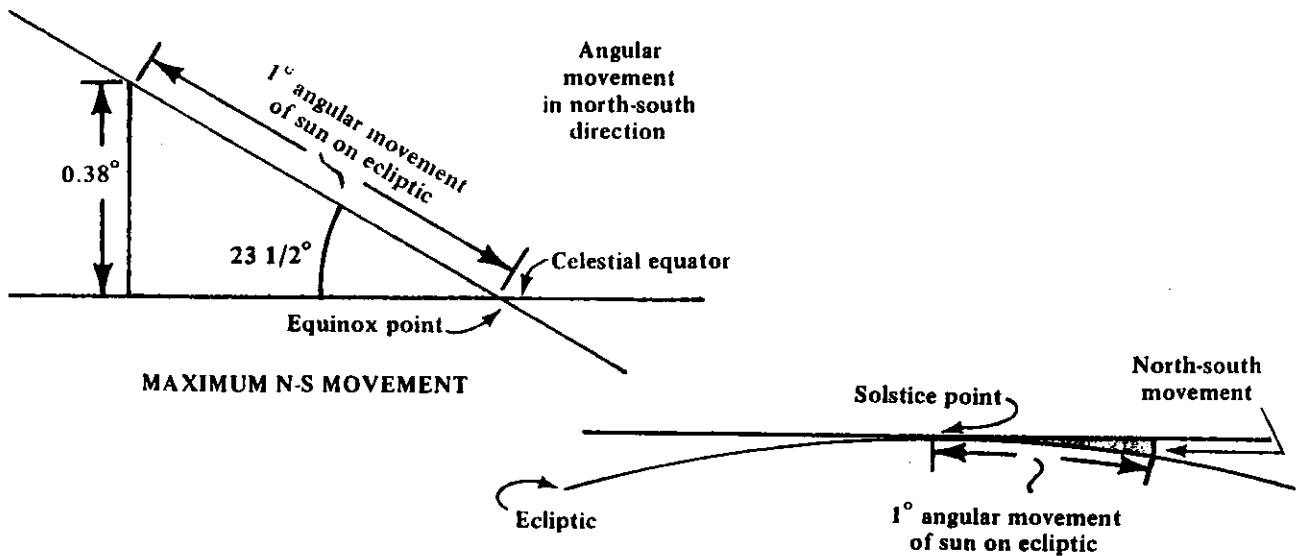 Angular
movement
in north-south
direction
1° angular movement
of sun on ecliptic
0.38°
23 1/2°
Celestial equator
Equinox point
MAXIMUM N-S MOVEMENT
North-south
movement
Solstice point
Ecliptic
1° angular movement
of sun on ecliptic